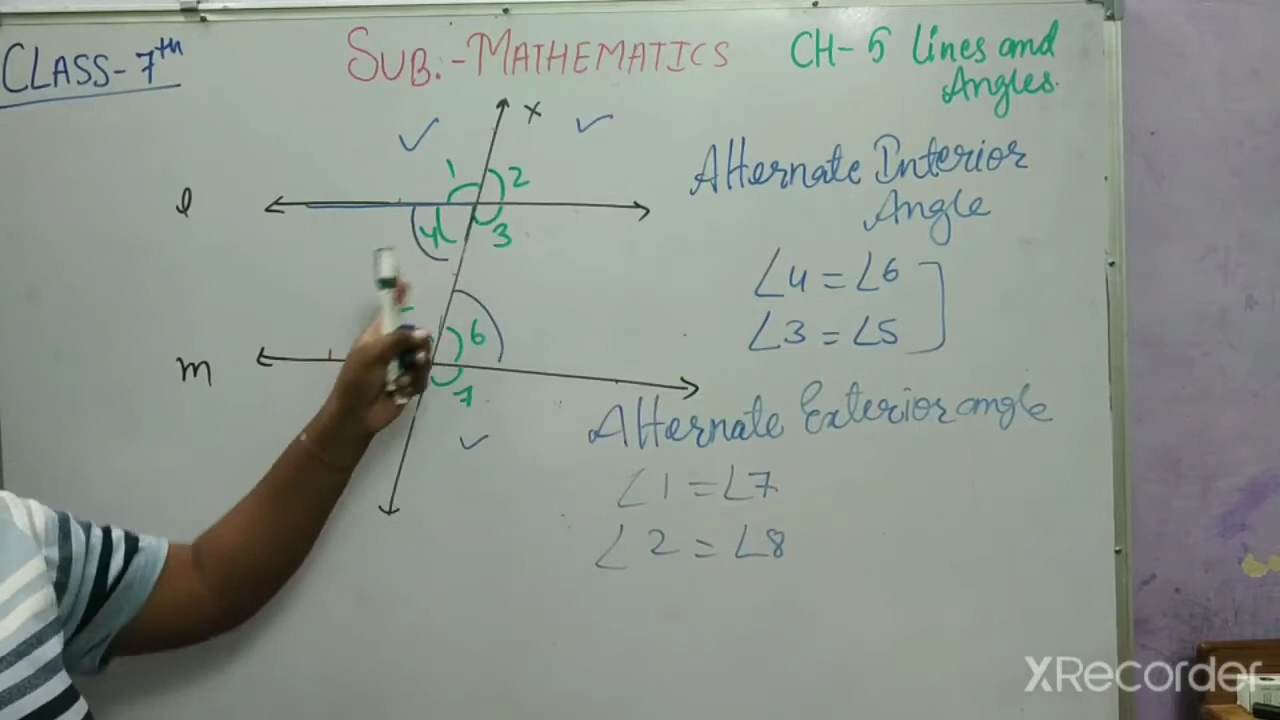 CLASS-7th
SUB.-MATHEMATICS
CH-5 Lines and
Angles.
x
l
1
2
4
3
m
6
7
Alternate Interior
Angle
∠4=∠6
∠3=∠5
Alternate Exterior angle
∠1=∠7
∠2=∠8
XRecorder